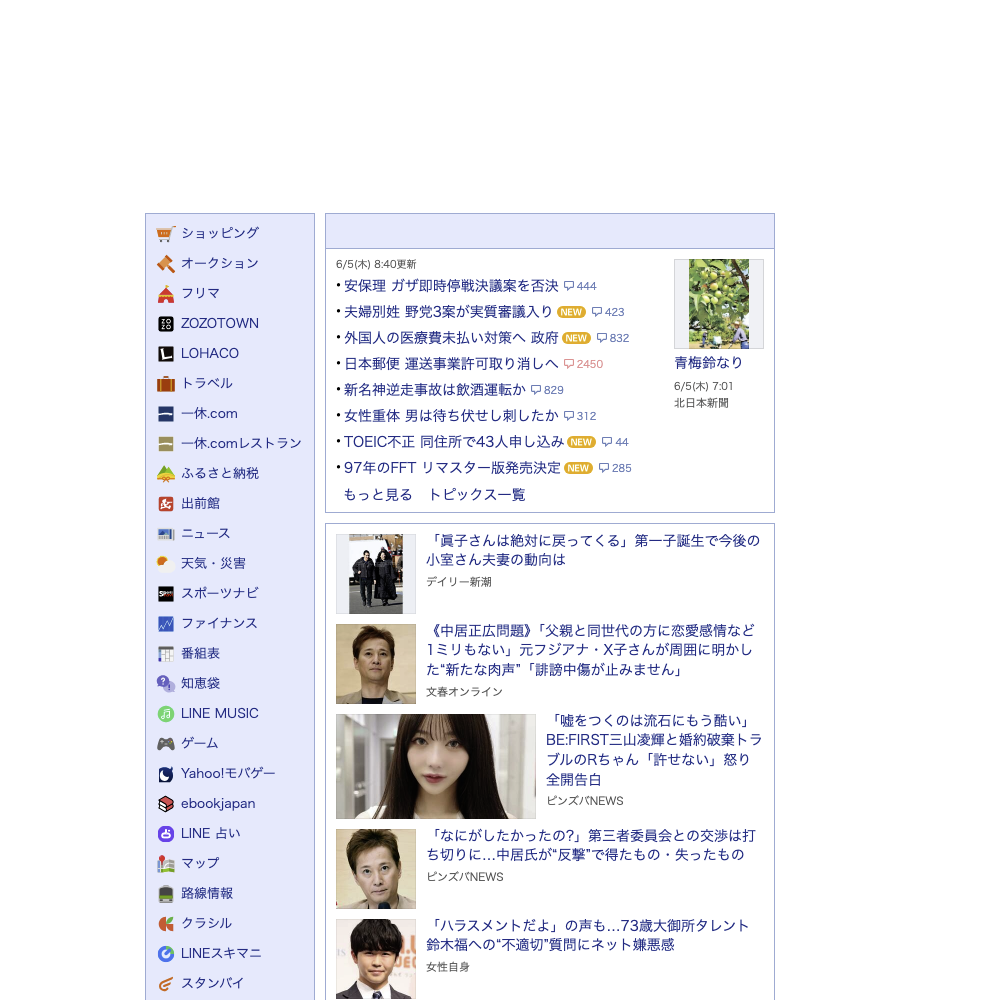 ショッピング
オークション
フリマ
ZOZOTOWN
LOHACO
トラベル
一休.com
一休.comレストラン
ふるさと納税
出前館
ニュース
天気・災害
スポーツナビ
ファイナンス
番組表
知恵袋
LINE MUSIC
ゲーム
Yahoo!モバゲー
ebookjapan
LINE 占い
マップ
路線情報
クラシル
LINEスキマニ
スタンバイ
6/5(木) 8:40更新
・安保理 ガザ即時停戦決議案を否決 444
・夫婦別姓 野党3案が実質審議入り NEW 423
・外国人の医療費未払い対策へ 政府 NEW 832
・日本郵便 運送事業許可取り消しへ 2450
・新名神逆走事故は飲酒運転か 829
・女性重体 男は待ち伏せし刺したか 312
・TOEIC不正 同住所で43人申し込み NEW 44
・97年のFFT リマスター版発売決定 NEW 285
もっと見る トピックス一覧
青梅鈴なり
6/5(木) 7:01
北日本新聞
「眞子さんは絶対に戻ってくる」第一子誕生で今後の
小室さん夫妻の動向は
デイリー新潮
《中居正広問題》「父親と同世代の方に恋愛感情など
1ミリもない」元フジアナ・X子さんが周囲に明かし
た“新たな肉声”「誹謗中傷が止みません」
文春オンライン
「嘘をつくのは流石にもう酷い」
BE:FIRST三山凌輝と婚約破棄トラ
ブルのRちゃん「許せない」怒り
全開告白
ピンズバNEWS
「なにがしたかったの?」第三者委員会との交渉は打
ち切りに…中居氏が“反撃”で得たもの・失ったもの
ピンズバNEWS
「ハラスメントだよ」の声も…73歳大御所タレント
鈴木福への“不適切”質問にネット嫌悪感
女性自身